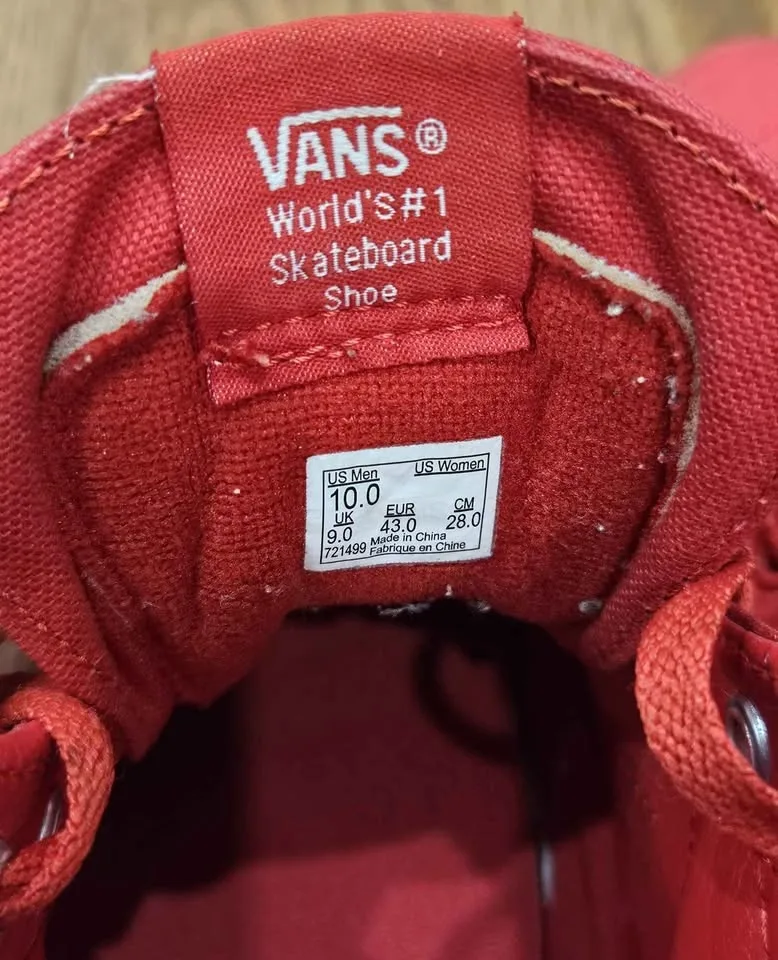 VANS®
World's#1
Skateboard
Shoe
US Men US Women
10.0
UK EUR CM
9.0 43.0 28.0
721499 Made in China
Fabrique en Chine